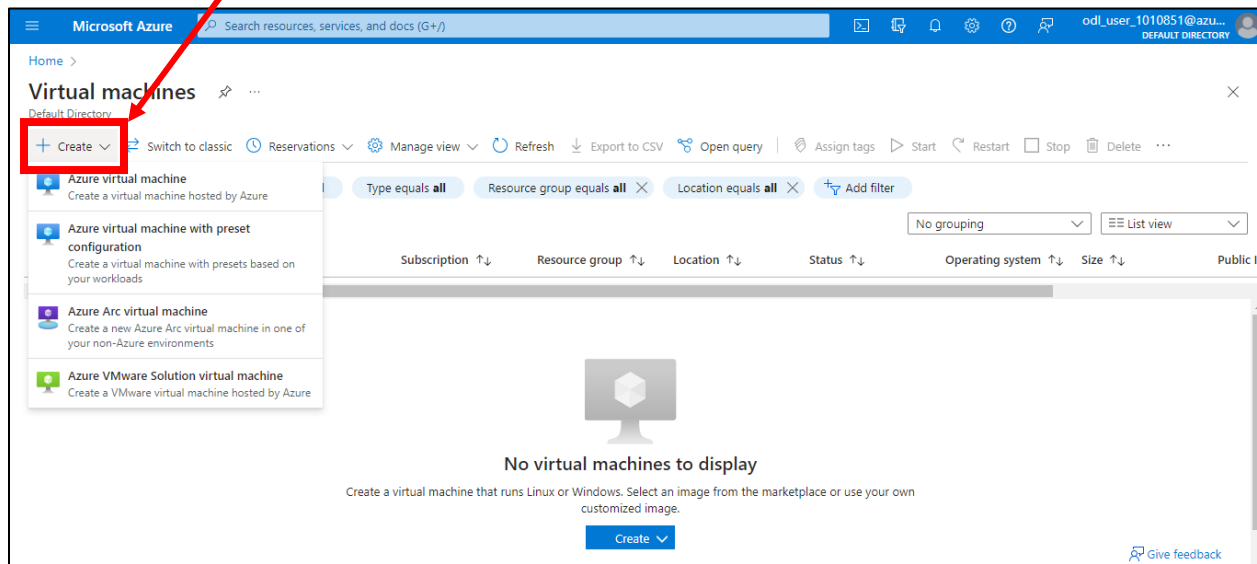 Microsoft Azure
Search resources, services, and docs (G+/)
odl_user_1010851@azu...
DEFAULT DIRECTORY
Home >
Virtual machines
Default Directory
+ Create
Switch to classic
Reservations
Manage view
Refresh
Export to CSV
Open query
Assign tags
Start
Restart
Stop
Delete
Type equals all
Resource group equals all
Location equals all
Add filter
No grouping
List view
Subscription
Resource group
Location
Status
Operating system
Size
Public I
Azure virtual machine
Create a virtual machine hosted by Azure
Azure virtual machine with preset
configuration
Create a virtual machine with presets based on
your workloads
Azure Arc virtual machine
Create a new Azure Arc virtual machine in one of
your non-Azure environments
Azure VMware Solution virtual machine
Create a VMware virtual machine hosted by Azure
No virtual machines to display
Create a virtual machine that runs Linux or Windows. Select an image from the marketplace or use your own
customized image.
Create
Give feedback